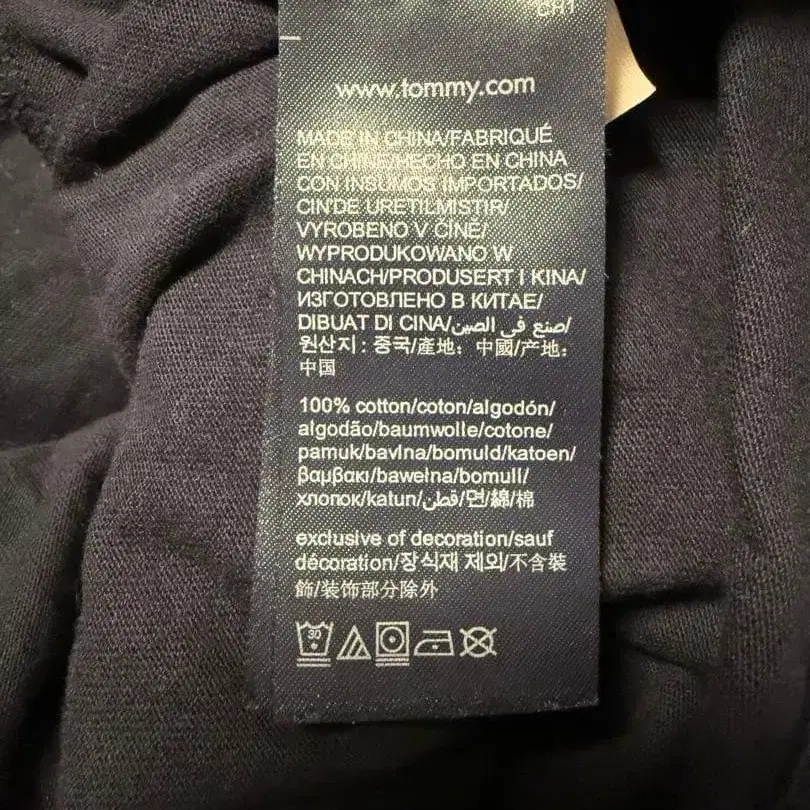 www.tommy.com
MADE IN CHINA/FABRIQUÉ
EN CHINE/HECHO EN CHINA
CON INSUMOS IMPORTADOS/
CIN'DE URETILMISTIR/
VYROBENO V ČÍNĚ/
WYPRODUKOWANO W
CHINACH/PRODUSERT I KINA/
ИЗГОТОВЛЕНО В КИТАЕ/
DIBUAT DI CINA/صنع في الصين/
원산지: 중국/產地: 中國/产地:
中国
100% cotton/coton/algodón/
algodão/baumwolle/cotone/
pamuk/bavlna/bomuld/katoen/
βαμβακι/bawełna/bomull/
хлопок/katun/قطن/면/綿/棉
exclusive of decoration/sauf
décoration/장식재 제외/不含裝
飾/装饰部分除外
30